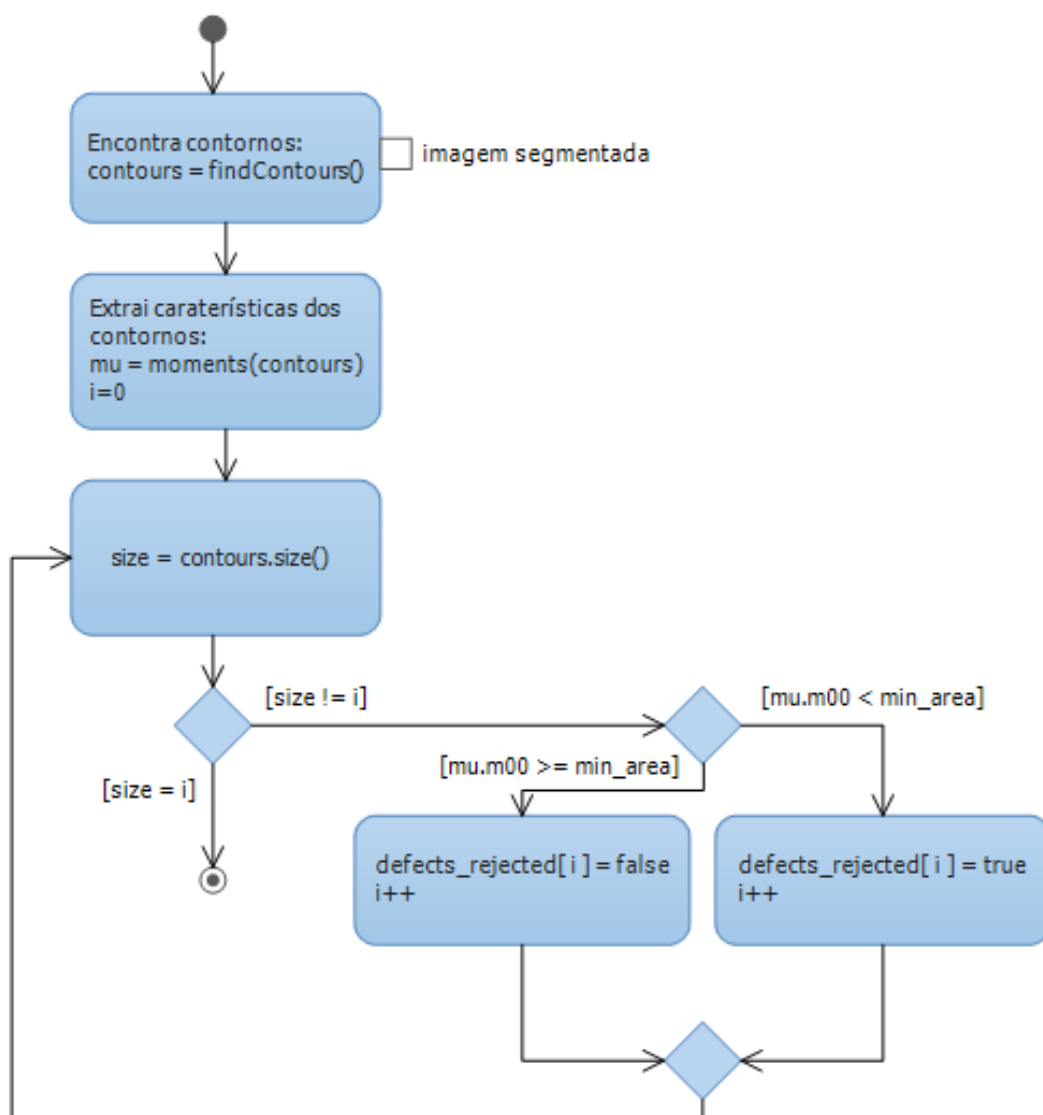 Encontra contornos:
contours = findContours()
imagem segmentada
Extrai caraterísticas dos
contornos:
mu = moments(contours)
i=0
size = contours.size()
[size != i]
[mu.m00 < min_area]
[mu.m00 >= min_area]
[size = i]
defects_rejected[ i ] = false
i++
defects_rejected[ i ] = true
i++